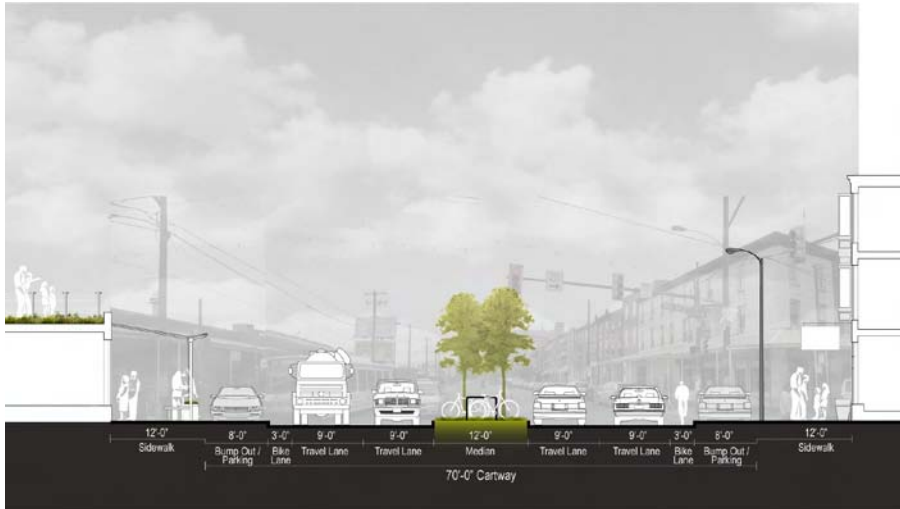 12'-0" 8'-0" 3'-0" 9'-0" 9'-0" 12'-0" 9'-0" 9'-0" 3'-0" 8'-0" 12'-0"
Sidewalk Bump Out / Parking Bike Lane Travel Lane Travel Lane Median Travel Lane Travel Lane Bike Lane Bump Out / Parking Sidewalk
70'-0" Cartway